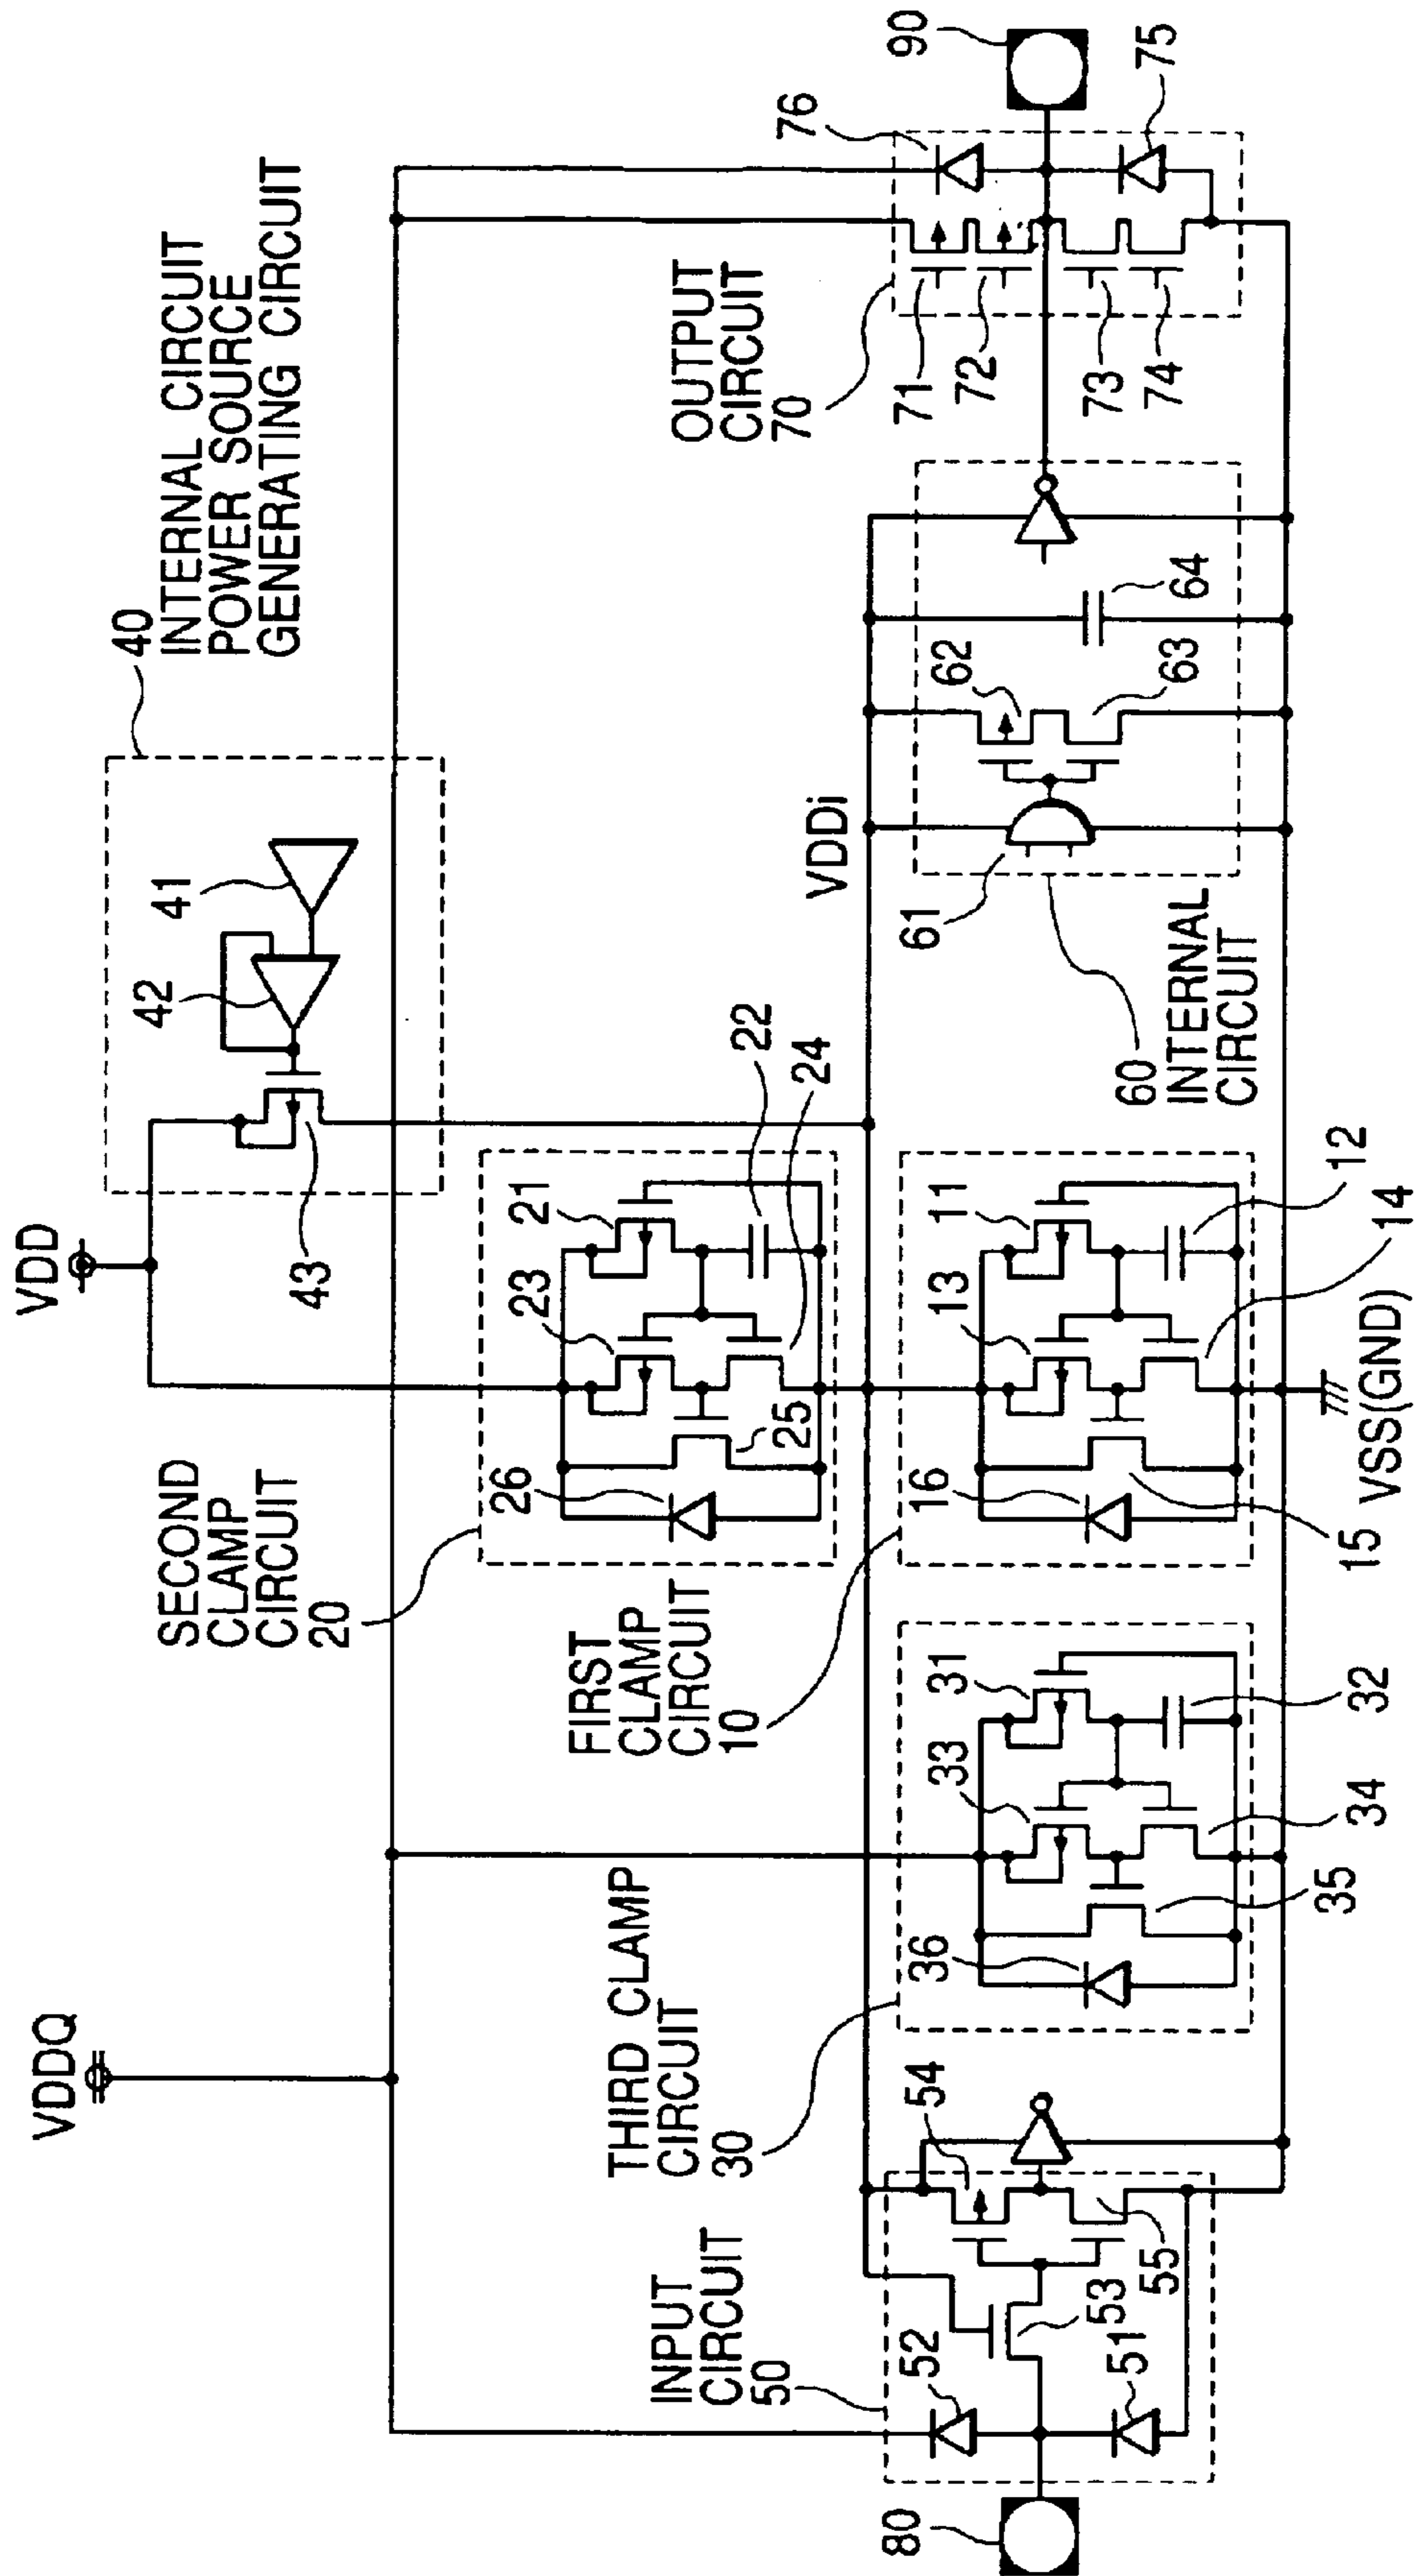 VDDQ
VDD
40
INTERNAL CIRCUIT
POWER SOURCE
GENERATING CIRCUIT
41
42
43
SECOND
CLAMP
CIRCUIT
20
21
22
23
24
25
26
FIRST
CLAMP
CIRCUIT
10
11
12
13
14
15
16
THIRD CLAMP
CIRCUIT
30
31
32
33
34
35
36
INPUT
CIRCUIT
50
51
52
53
54
55
80
VDDi
60
INTERNAL
CIRCUIT
61
62
63
64
OUTPUT
CIRCUIT
70
71
72
73
74
75
76
90
VSS(GND)